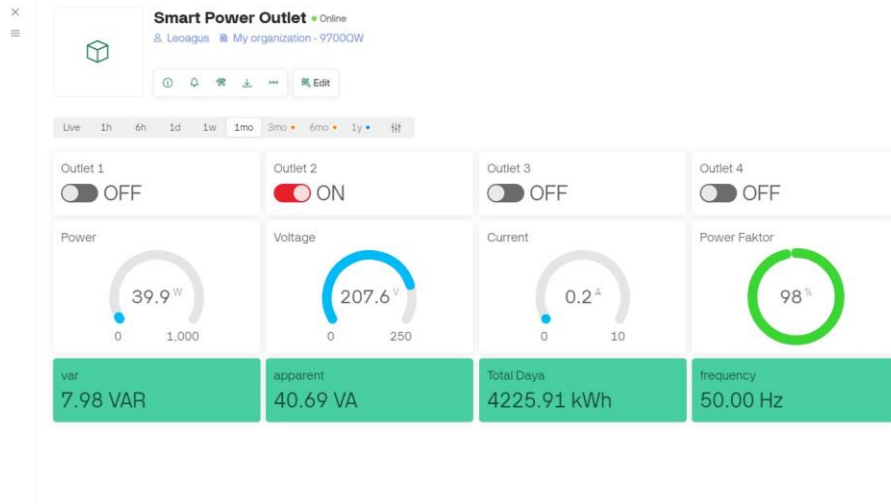 Smart Power Outlet • Online
Leoagus My organization - 9700QW
Edit
Live 1h 6h 1d 1w 1mo 3mo • 6mo • 1y •
Outlet 1
OFF
Outlet 2
ON
Outlet 3
OFF
Outlet 4
OFF
Power
39.9 W
0 1,000
Voltage
207.6 V
0 250
Current
0.2 A
0 10
Power Faktor
98 %
var
7.98 VAR
apparent
40.69 VA
Total Daya
4225.91 kWh
frequency
50.00 Hz